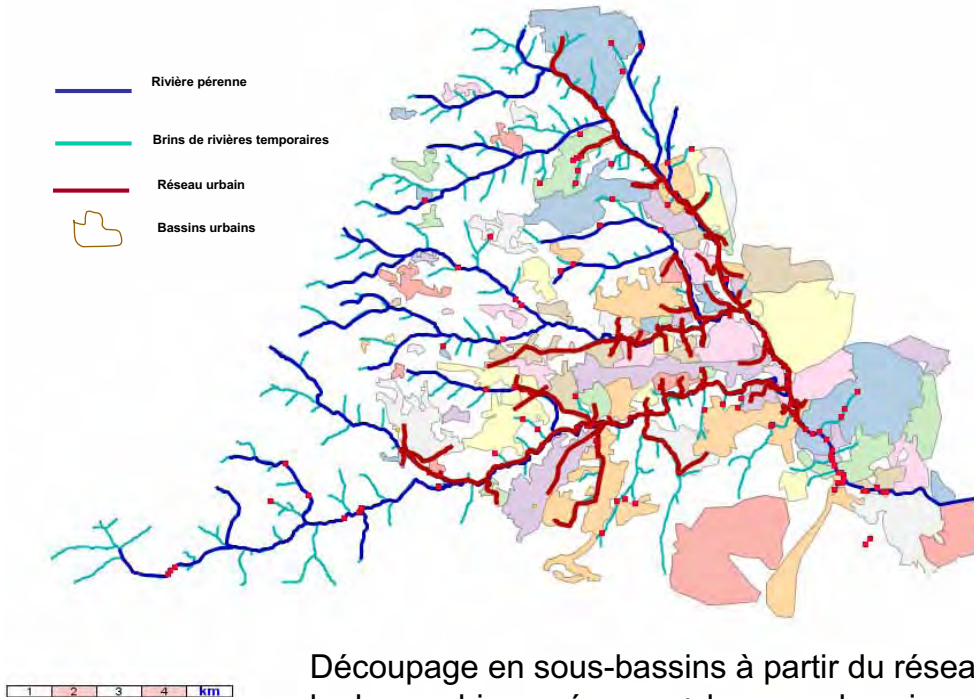 Rivière pérenne
Brins de rivières temporaires
Réseau urbain
Bassins urbains
1 2 3 4 km
Découpage en sous-bassins à partir du réseau